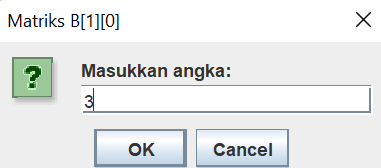 Matriks B[1][0]
?
Masukkan angka:
3
OK Cancel